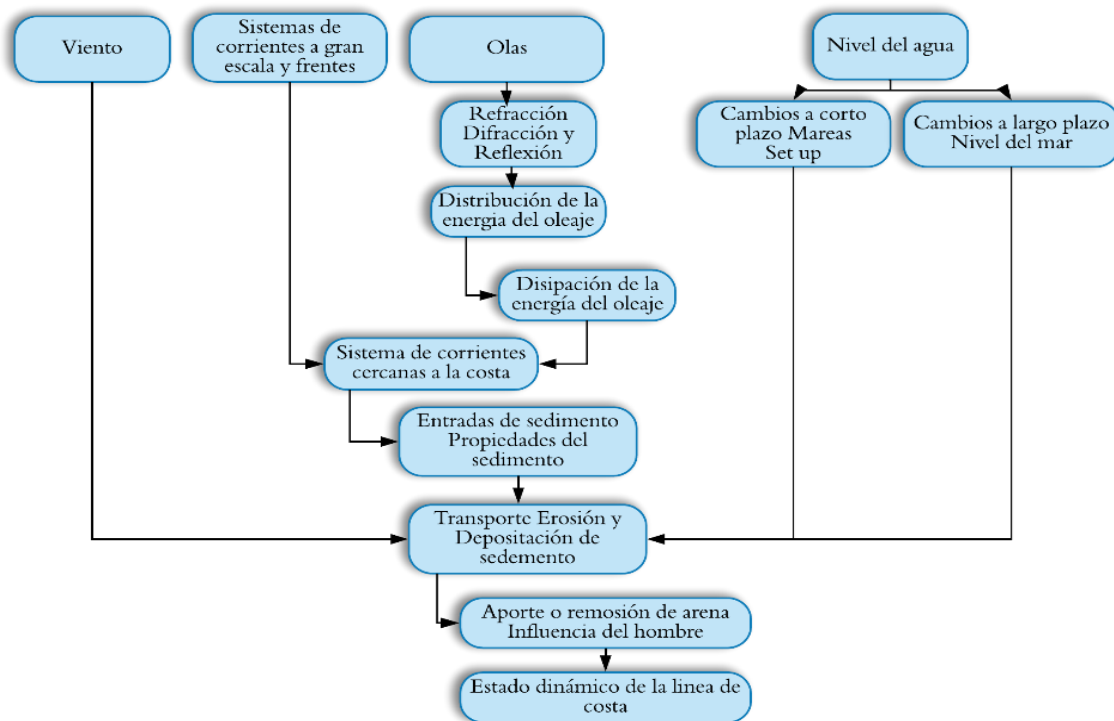 Viento
Sistemas de
corrientes a gran
escala y frentes
Olas
Nivel del agua
Refracción
Difracción y
Reflexión
Cambios a corto
plazo Mareas
Set up
Cambios a largo plazo
Nivel del mar
Distribución de la
energia del oleaje
Disipación de la
energía del oleaje
Sistema de corrientes
cercanas a la costa
Entradas de sedimento
Propiedades del
sedimento
Transporte Erosión y
Depositación de
sedemento
Aporte o remosión de arena
Influencia del hombre
Estado dinámico de la linea de
costa